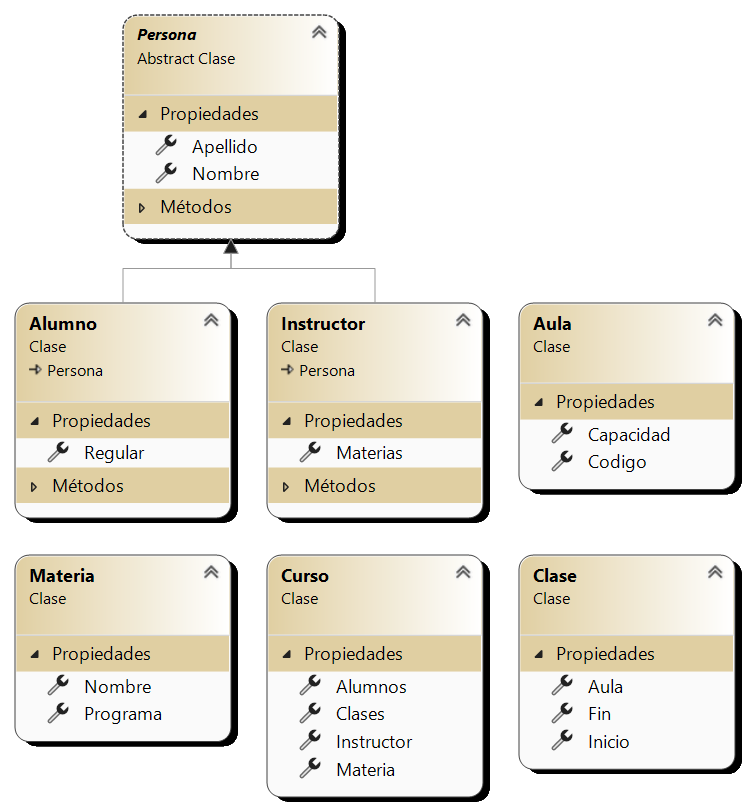 Persona
Abstract Clase
Propiedades
Apellido
Nombre
Métodos
Alumno
Clase
Persona
Propiedades
Regular
Métodos
Instructor
Clase
Persona
Propiedades
Materias
Métodos
Aula
Clase
Propiedades
Capacidad
Codigo
Materia
Clase
Propiedades
Nombre
Programa
Curso
Clase
Propiedades
Alumnos
Clases
Instructor
Materia
Clase
Clase
Propiedades
Aula
Fin
Inicio